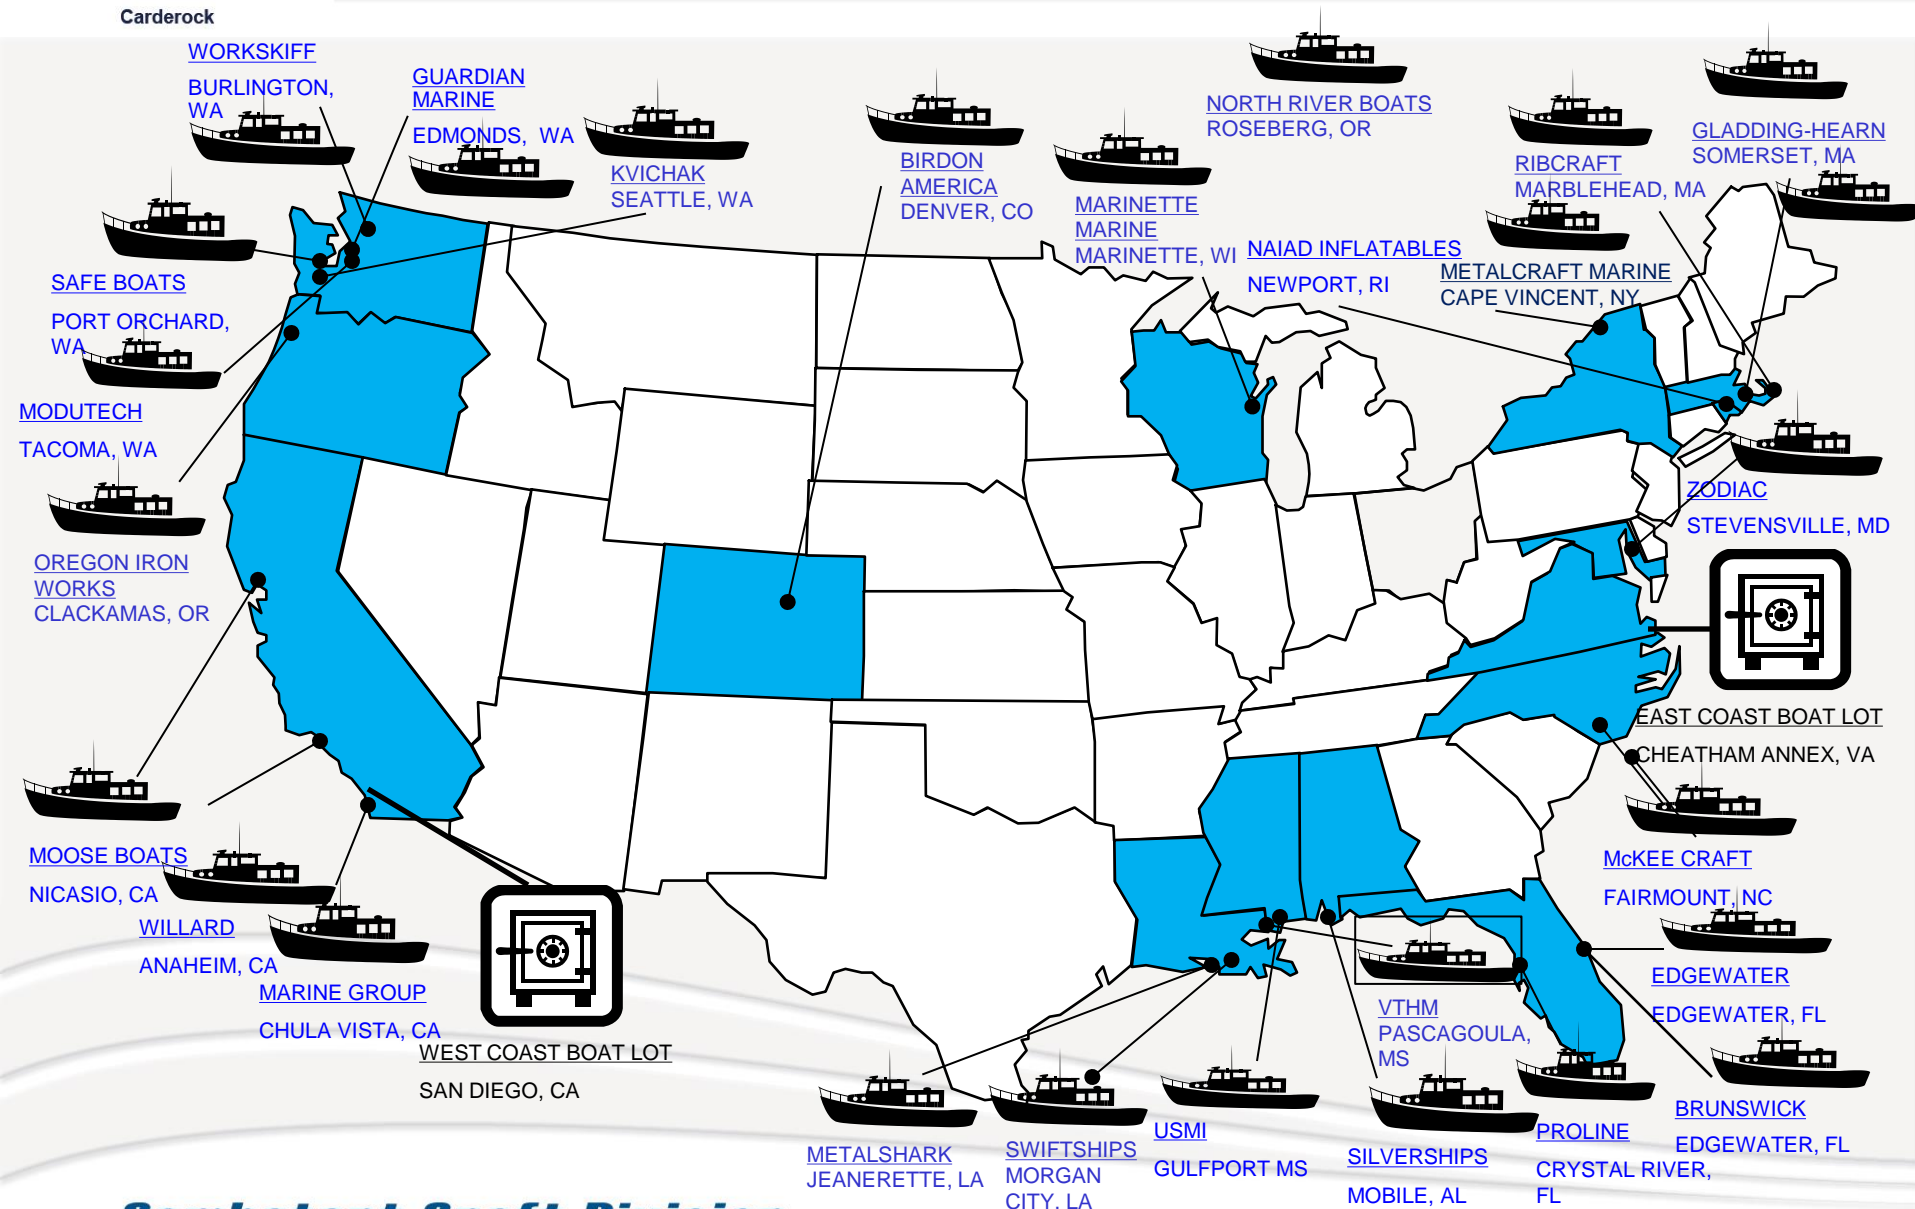 Carderock
WORKSKIFF
BURLINGTON,
WA
GUARDIAN
MARINE
EDMONDS, WA
KVICHAK
SEATTLE, WA
BIRDON
AMERICA
DENVER, CO
MARINETTE
MARINE
MARINETTE, WI
NORTH RIVER BOATS
ROSEBERG, OR
NAIAD INFLATABLES
NEWPORT, RI
RIBCRAFT
MARBLEHEAD, MA
GLADDING-HEARN
SOMERSET, MA
METALCRAFT MARINE
CAPE VINCENT, NY
SAFE BOATS
PORT ORCHARD,
WA
MODUTECH
TACOMA, WA
OREGON IRON
WORKS
CLACKAMAS, OR
ZODIAC
STEVENSVILLE, MD
EAST COAST BOAT LOT
CHEATHAM ANNEX, VA
McKEE CRAFT
FAIRMOUNT, NC
MOOSE BOATS
NICASIO, CA
WILLARD
ANAHEIM, CA
MARINE GROUP
CHULA VISTA, CA
WEST COAST BOAT LOT
SAN DIEGO, CA
EDGEWATER
EDGEWATER, FL
VTHM
PASCAGOULA,
MS
METALSHARK
JEANERETTE, LA
SWIFTSHIPS
MORGAN
CITY, LA
USMI
GULFPORT MS
SILVERSHIPS
MOBILE, AL
PROLINE
CRYSTAL RIVER,
FL
BRUNSWICK
EDGEWATER, FL
Combatant Craft Division